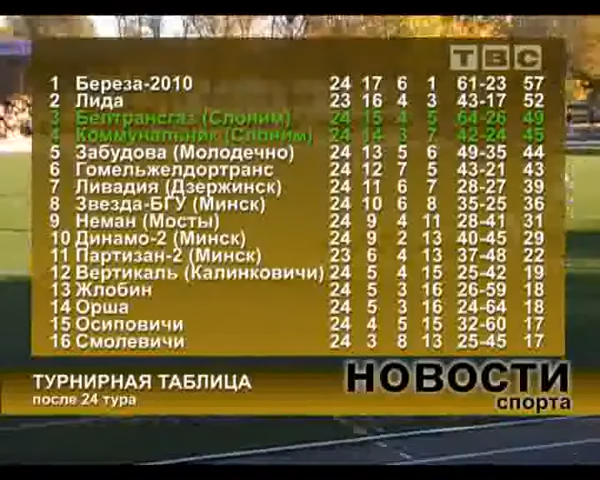 ТВС
1 Береза-2010 24 17 6 1 61-23 57
2 Лида 23 16 4 3 43-17 52
3 Белтрансгаз (Слоним) 24 15 4 5 64-26 49
4 Коммунальник (Слоним) 24 14 3 7 42-24 45
5 Забудова (Молодечно) 24 13 5 6 49-35 44
6 Гомельжелдортранс 24 12 7 5 43-21 43
7 Ливадия (Дзержинск) 24 11 6 7 28-27 39
8 Звезда-БГУ (Минск) 24 10 6 8 35-25 36
9 Неман (Мосты) 24 9 4 11 28-41 31
10 Динамо-2 (Минск) 24 9 2 13 40-45 29
11 Партизан-2 (Минск) 23 6 4 13 37-48 22
12 Вертикаль (Калинковичи) 24 5 4 15 25-42 19
13 Жлобин 24 5 3 16 26-59 18
14 Орша 24 5 3 16 24-64 18
15 Осиповичи 24 4 5 15 32-60 17
16 Смолевичи 24 3 8 13 25-45 17
ТУРНИРНАЯ ТАБЛИЦА
после 24 тура
НОВОСТИ
спорта